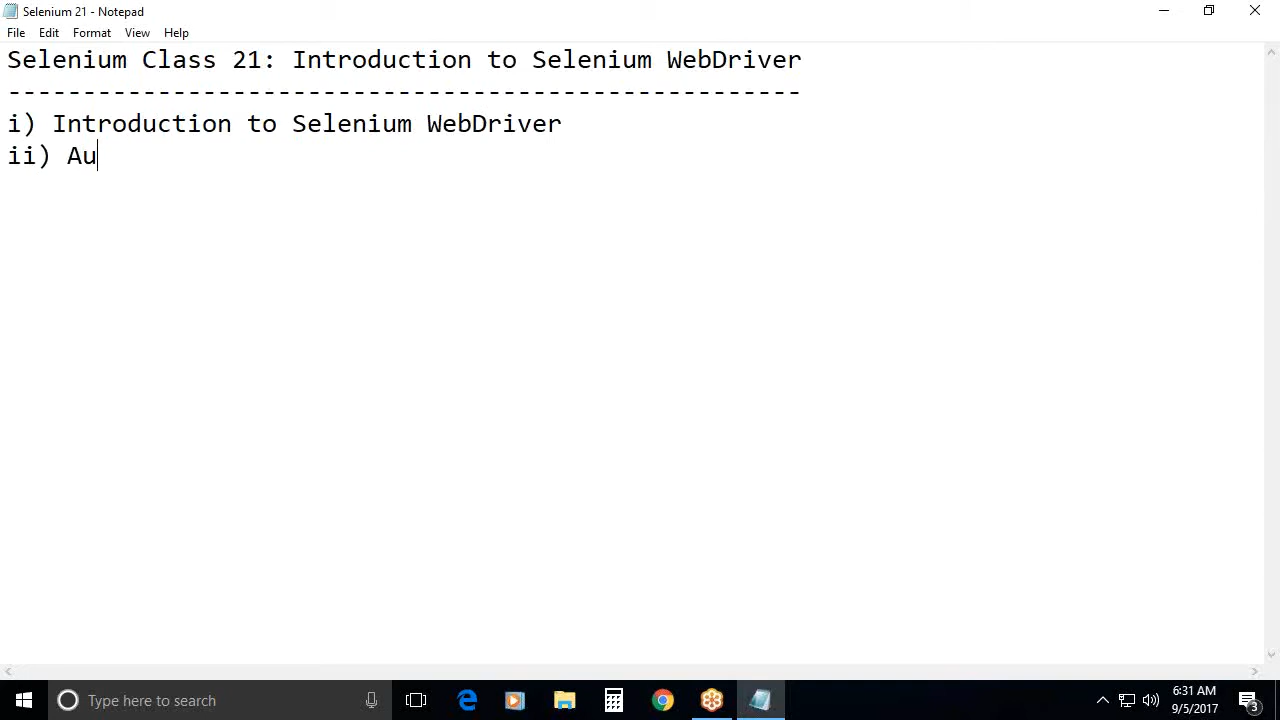 Selenium 21 - Notepad
File Edit Format View Help
Selenium Class 21: Introduction to Selenium WebDriver
-----------------------------------------------------
i) Introduction to Selenium WebDriver
ii) Au
Type here to search
6:31 AM
9/5/2017
3